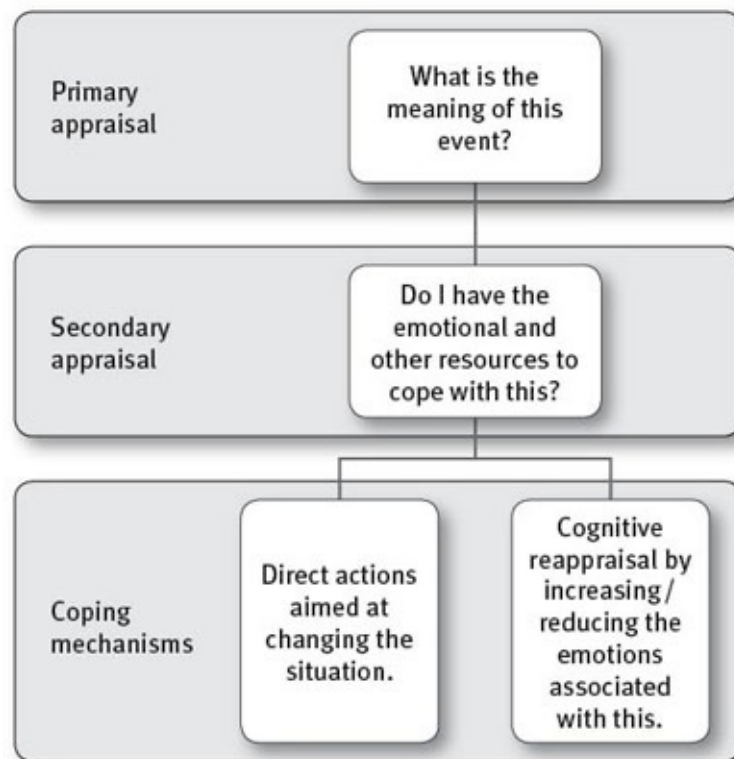 Primary
appraisal
What is the
meaning of this
event?
Secondary
appraisal
Do I have the
emotional and
other resources to
cope with this?
Coping
mechanisms
Direct actions
aimed at
changing the
situation.
Cognitive
reappraisal by
increasing/
reducing the
emotions
associated
with this.